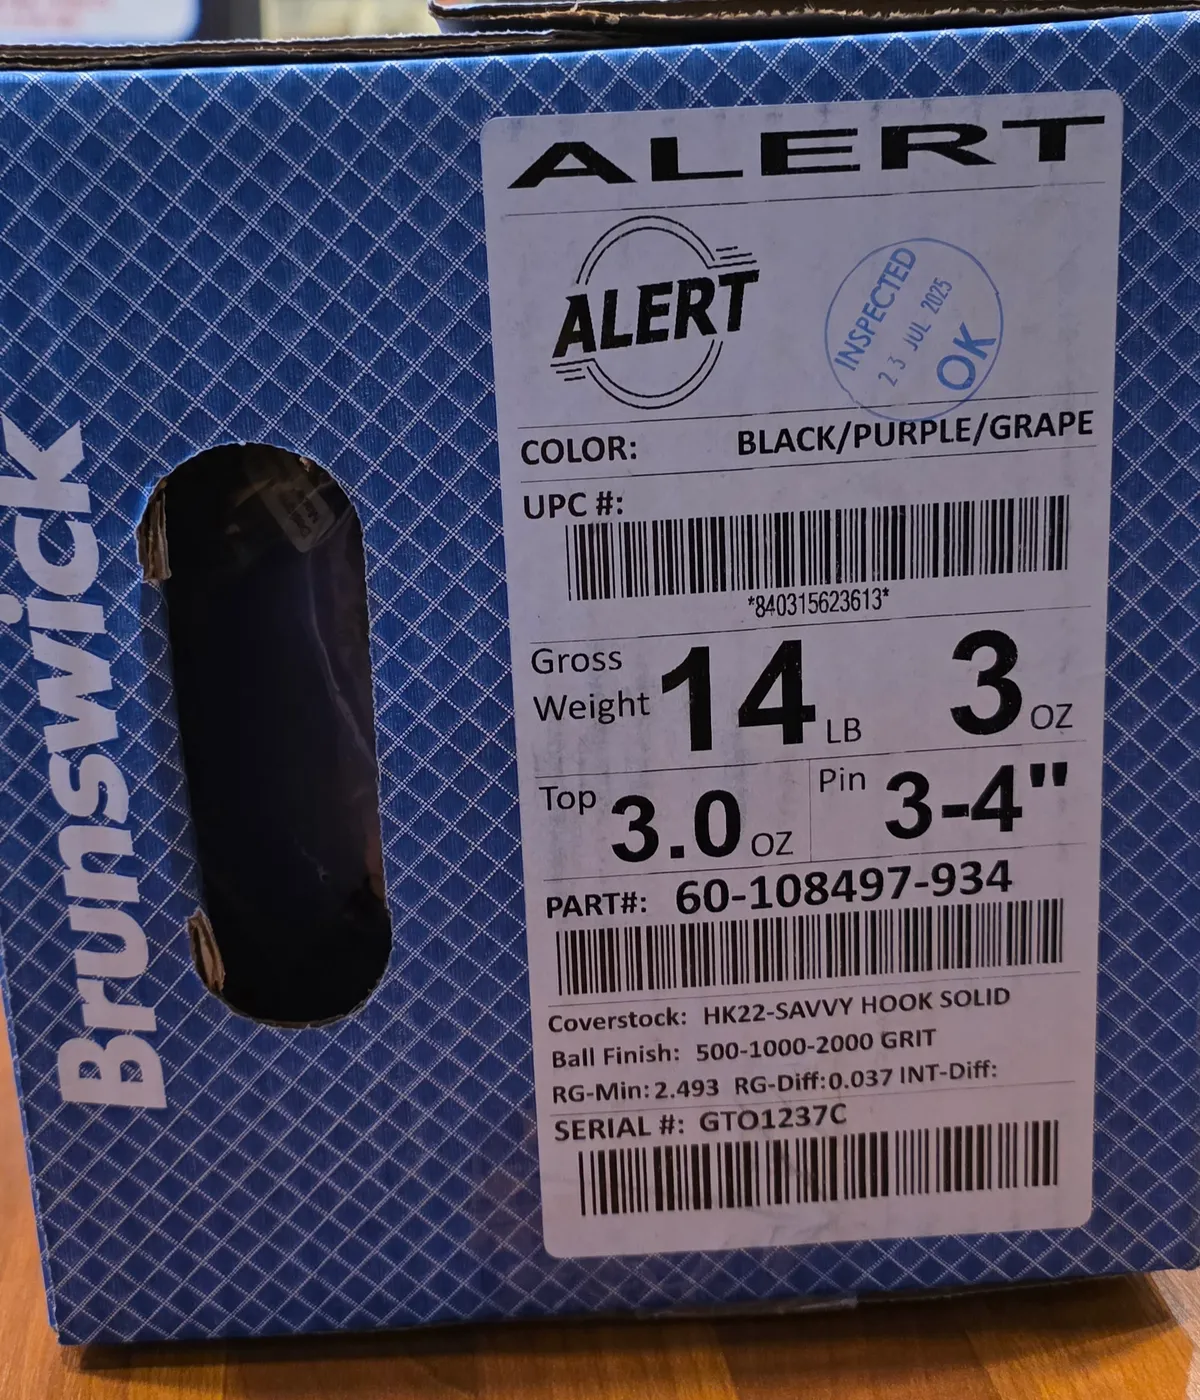 Brunswick
ALERT
ALERT
INSPECTED
23 JUL 2025
OK
COLOR: BLACK/PURPLE/GRAPE
UPC #:
*840315623613*
Gross Weight 14 LB 3 OZ
Top 3.0 OZ Pin 3-4"
PART#: 60-108497-934
Coverstock: HK22-SAVVY HOOK SOLID
Ball Finish: 500-1000-2000 GRIT
RG-Min: 2.493 RG-Diff: 0.037 INT-Diff:
SERIAL #: GTO1237C